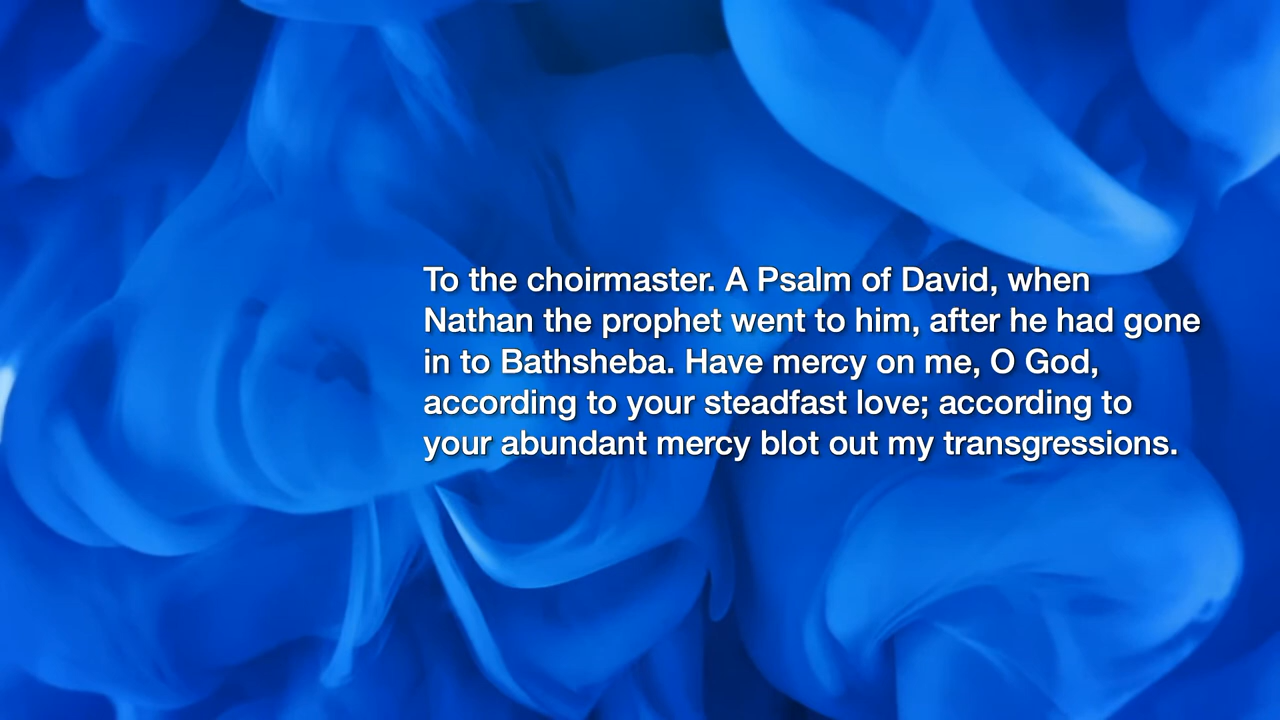 To the choirmaster. A Psalm of David, when
Nathan the prophet went to him, after he had gone
in to Bathsheba. Have mercy on me, O God,
according to your steadfast love; according to
your abundant mercy blot out my transgressions.